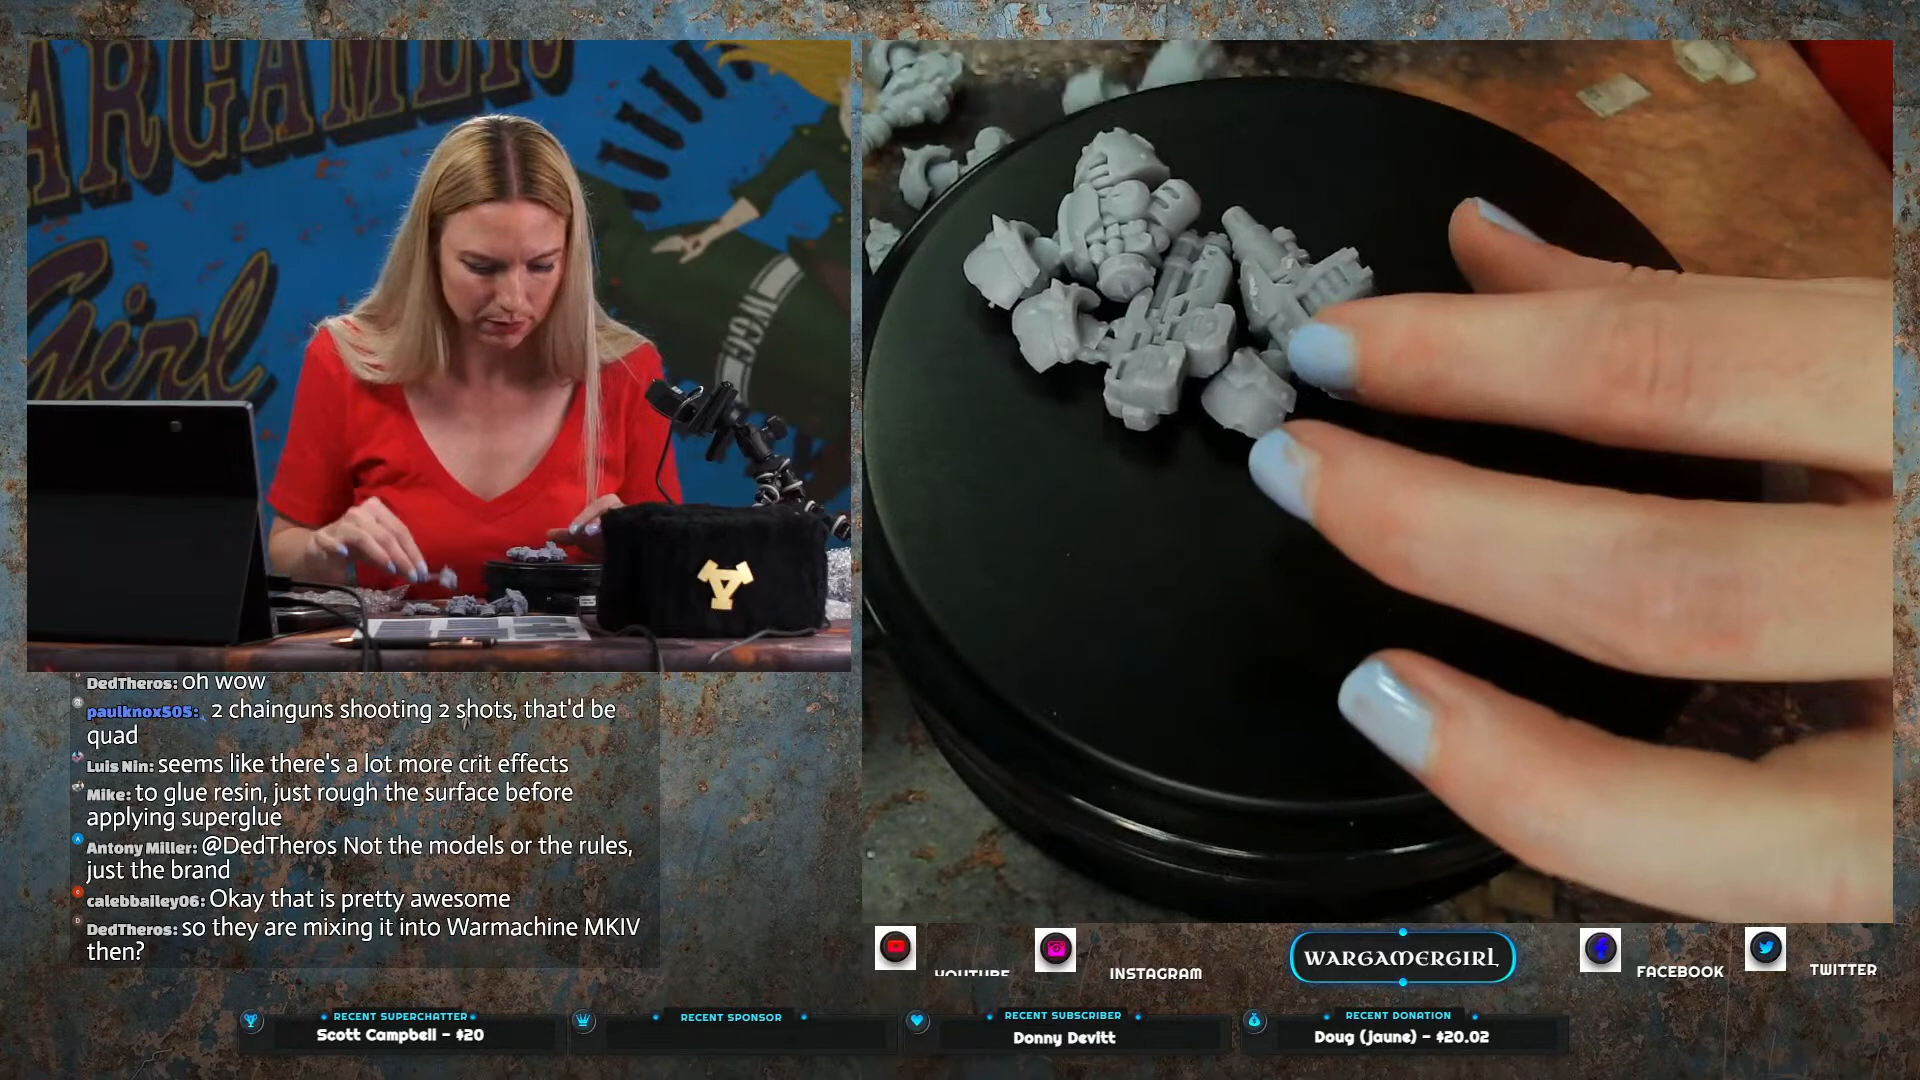 ARGAMER
Girl
WGG
DedTheros: oh wow
paulknox505: 2 chainguns shooting 2 shots, that'd be
quad
Luis Nin: seems like there's a lot more crit effects
Mike: to glue resin, just rough the surface before
applying superglue
Antony Miller: @DedTheros Not the models or the rules,
just the brand
calebbailey06: Okay that is pretty awesome
DedTheros: so they are mixing it into Warmachine MKIV
then?
YOUTUBE
INSTAGRAM
WARGAMERGIRL
FACEBOOK
TWITTER
RECENT SUPERCHATTER
Scott Campbell - $20
RECENT SPONSOR
RECENT SUBSCRIBER
Donny Devitt
RECENT DONATION
Doug (jaune) - $20.02